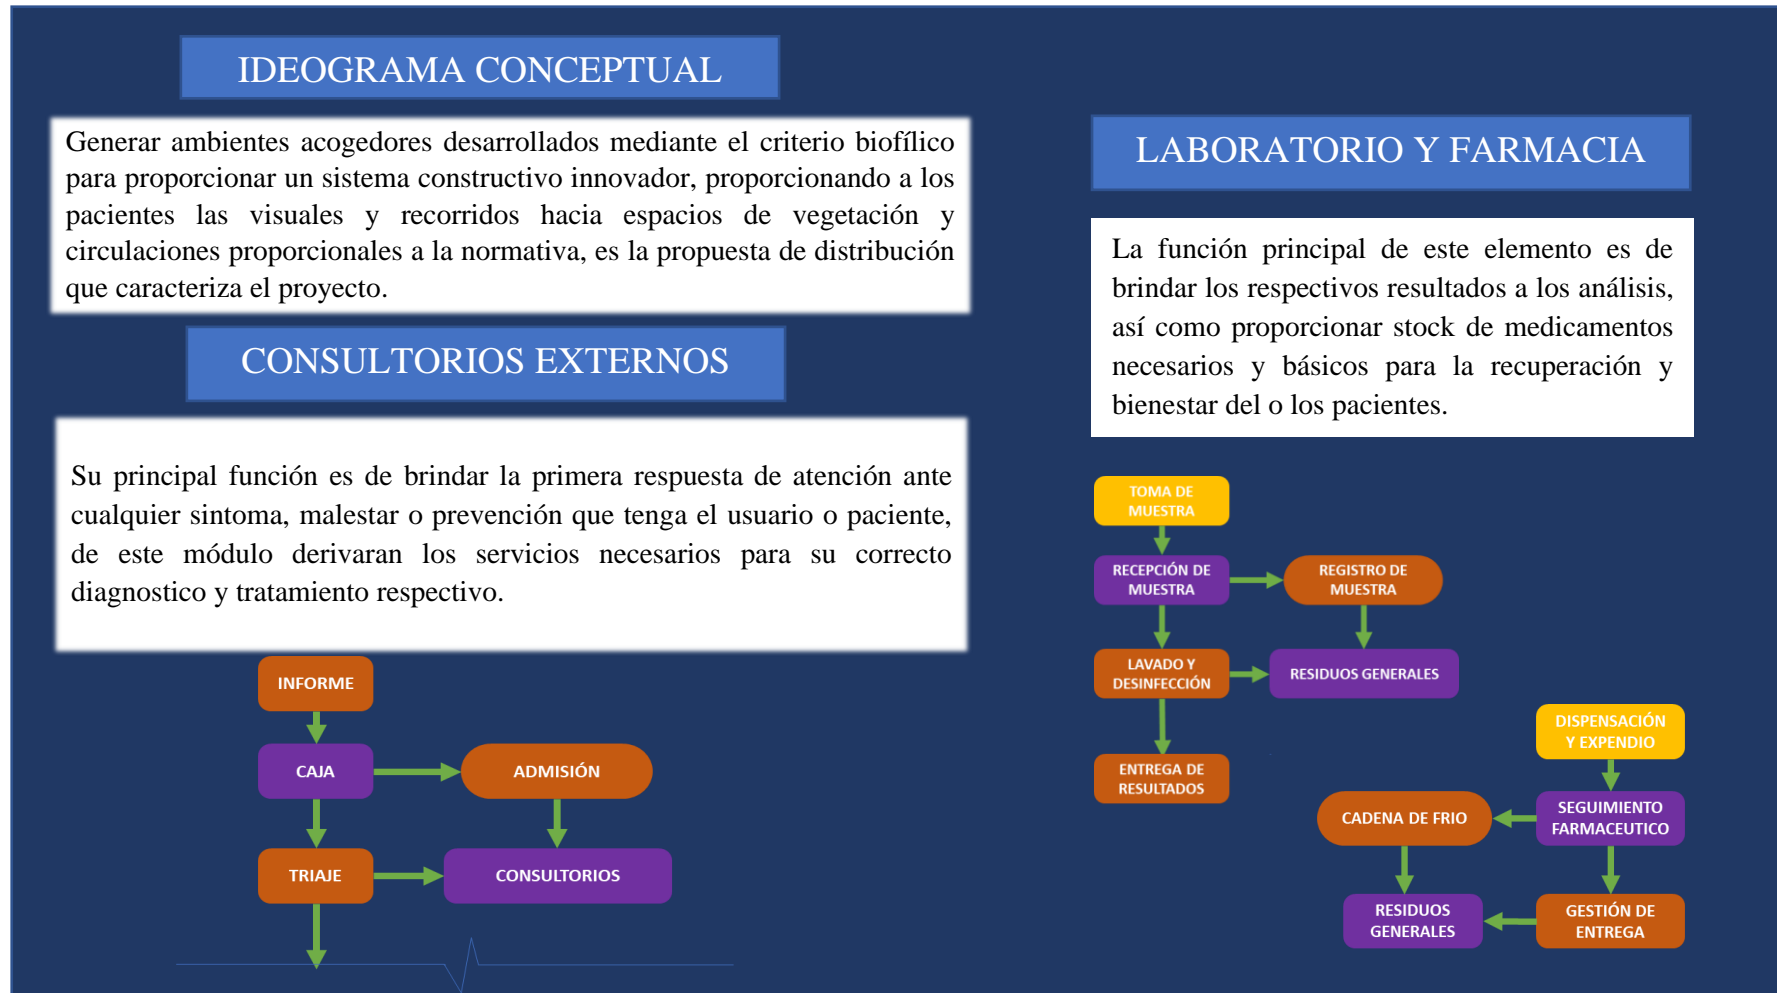 IDEOGRAMA CONCEPTUAL
Generar ambientes acogedores desarrollados mediante el criterio biofílico
para proporcionar un sistema constructivo innovador, proporcionando a los
pacientes las visuales y recorridos hacia espacios de vegetación y
circulaciones proporcionales a la normativa, es la propuesta de distribución
que caracteriza el proyecto.
CONSULTORIOS EXTERNOS
Su principal función es de brindar la primera respuesta de atención ante
cualquier sintoma, malestar o prevención que tenga el usuario o paciente,
de este módulo derivaran los servicios necesarios para su correcto
diagnostico y tratamiento respectivo.
INFORME
CAJA
ADMISIÓN
TRIAJE
CONSULTORIOS
LABORATORIO Y FARMACIA
La función principal de este elemento es de
brindar los respectivos resultados a los análisis,
así como proporcionar stock de medicamentos
necesarios y básicos para la recuperación y
bienestar del o los pacientes.
TOMA DE
MUESTRA
RECEPCIÓN DE
MUESTRA
REGISTRO DE
MUESTRA
LAVADO Y
DESINFECCIÓN
RESIDUOS GENERALES
ENTREGA DE
RESULTADOS
DISPENSACIÓN
Y EXPENDIO
SEGUIMIENTO
FARMACEUTICO
CADENA DE FRIO
RESIDUOS
GENERALES
GESTIÓN DE
ENTREGA